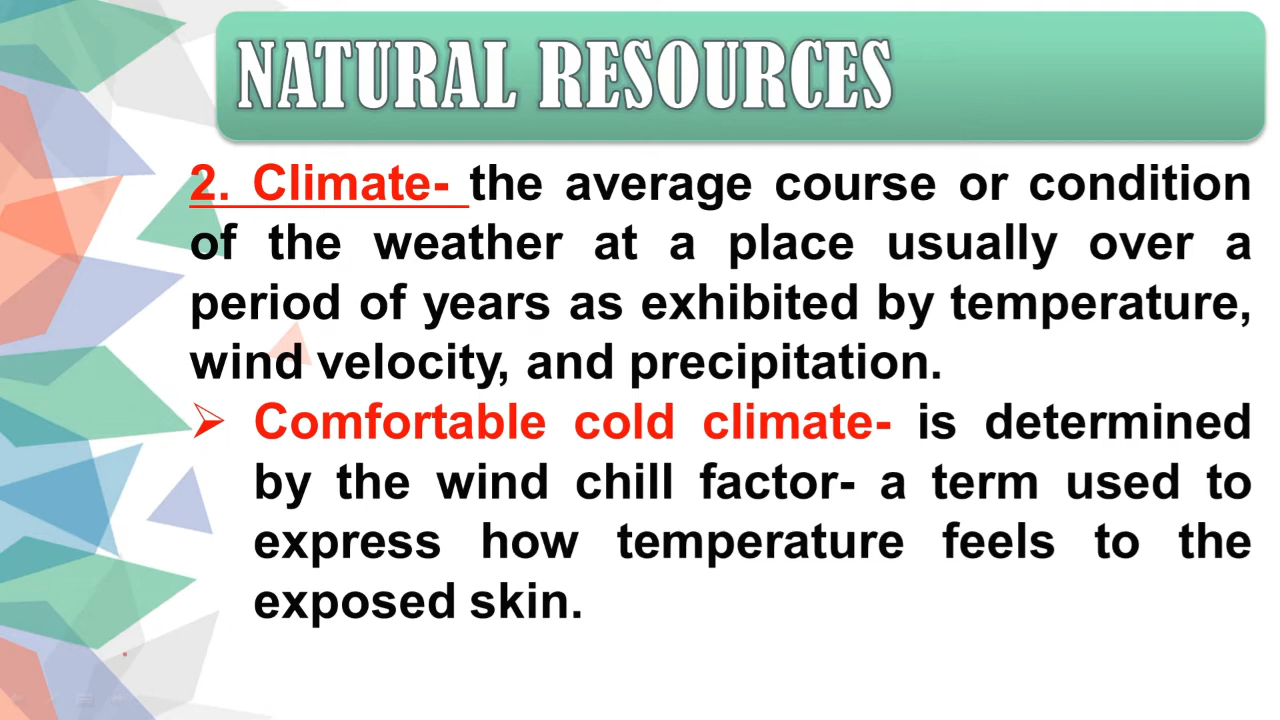 NATURAL RESOURCES
2. Climate- the average course or condition
of the weather at a place usually over a
period of years as exhibited by temperature,
wind velocity, and precipitation.
➢ Comfortable cold climate- is determined
by the wind chill factor- a term used to
express how temperature feels to the
exposed skin.